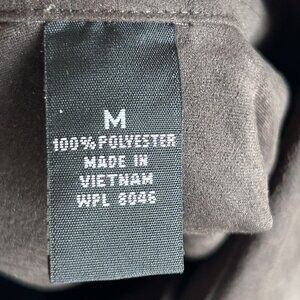 M
100% POLYESTER
MADE IN
VIETNAM
WPL 8046